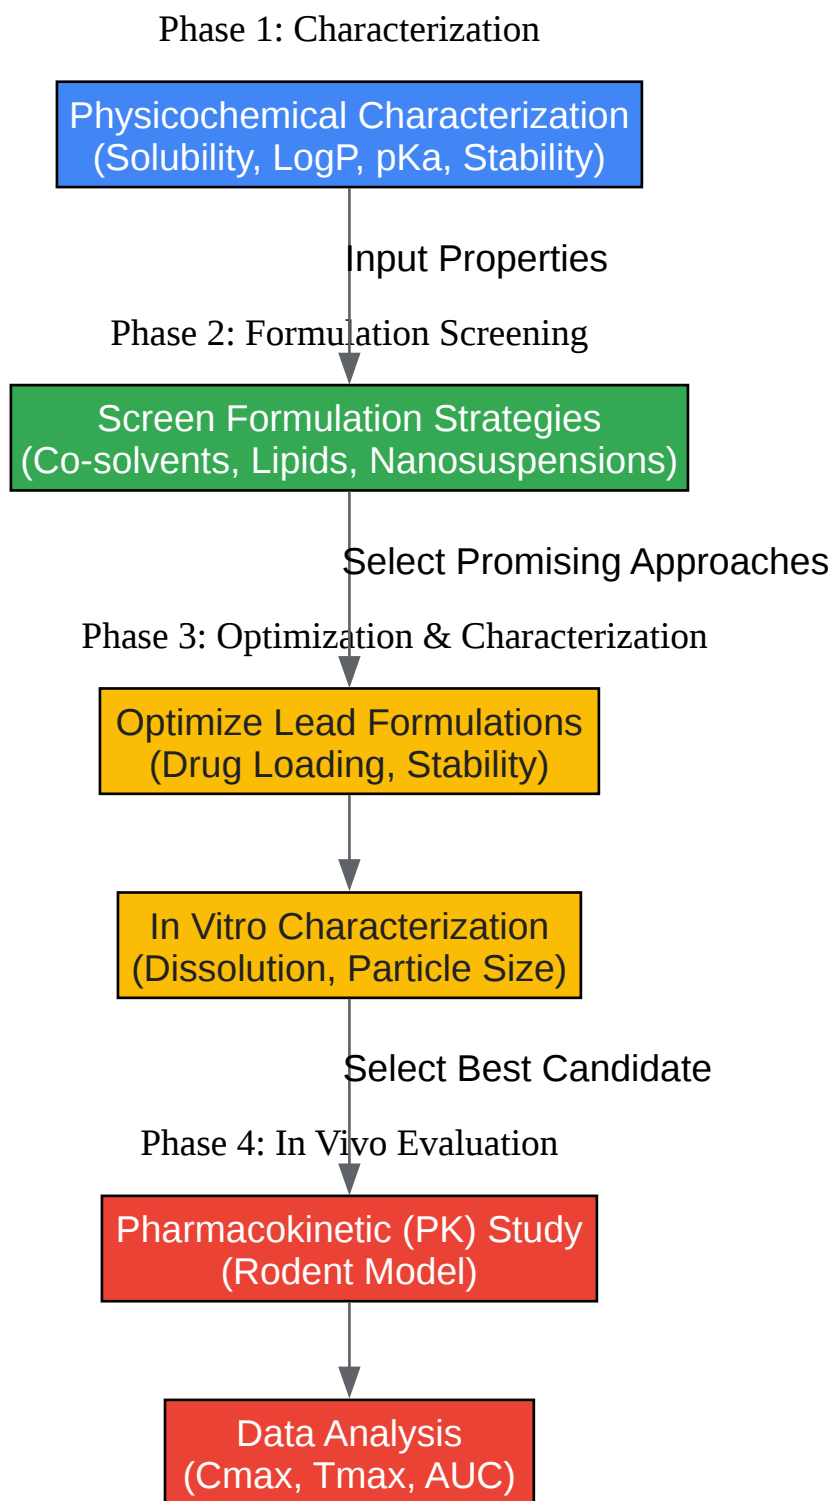 Phase 1: Characterization
Physicochemical Characterization
(Solubility, LogP, pKa, Stability)
Input Properties
Phase 2: Formulation Screening
Screen Formulation Strategies
(Co-solvents, Lipids, Nanosuspensions)
Select Promising Approaches
Phase 3: Optimization & Characterization
Optimize Lead Formulations
(Drug Loading, Stability)
In Vitro Characterization
(Dissolution, Particle Size)
Select Best Candidate
Phase 4: In Vivo Evaluation
Pharmacokinetic (PK) Study
(Rodent Model)
Data Analysis
(Cmax, Tmax, AUC)